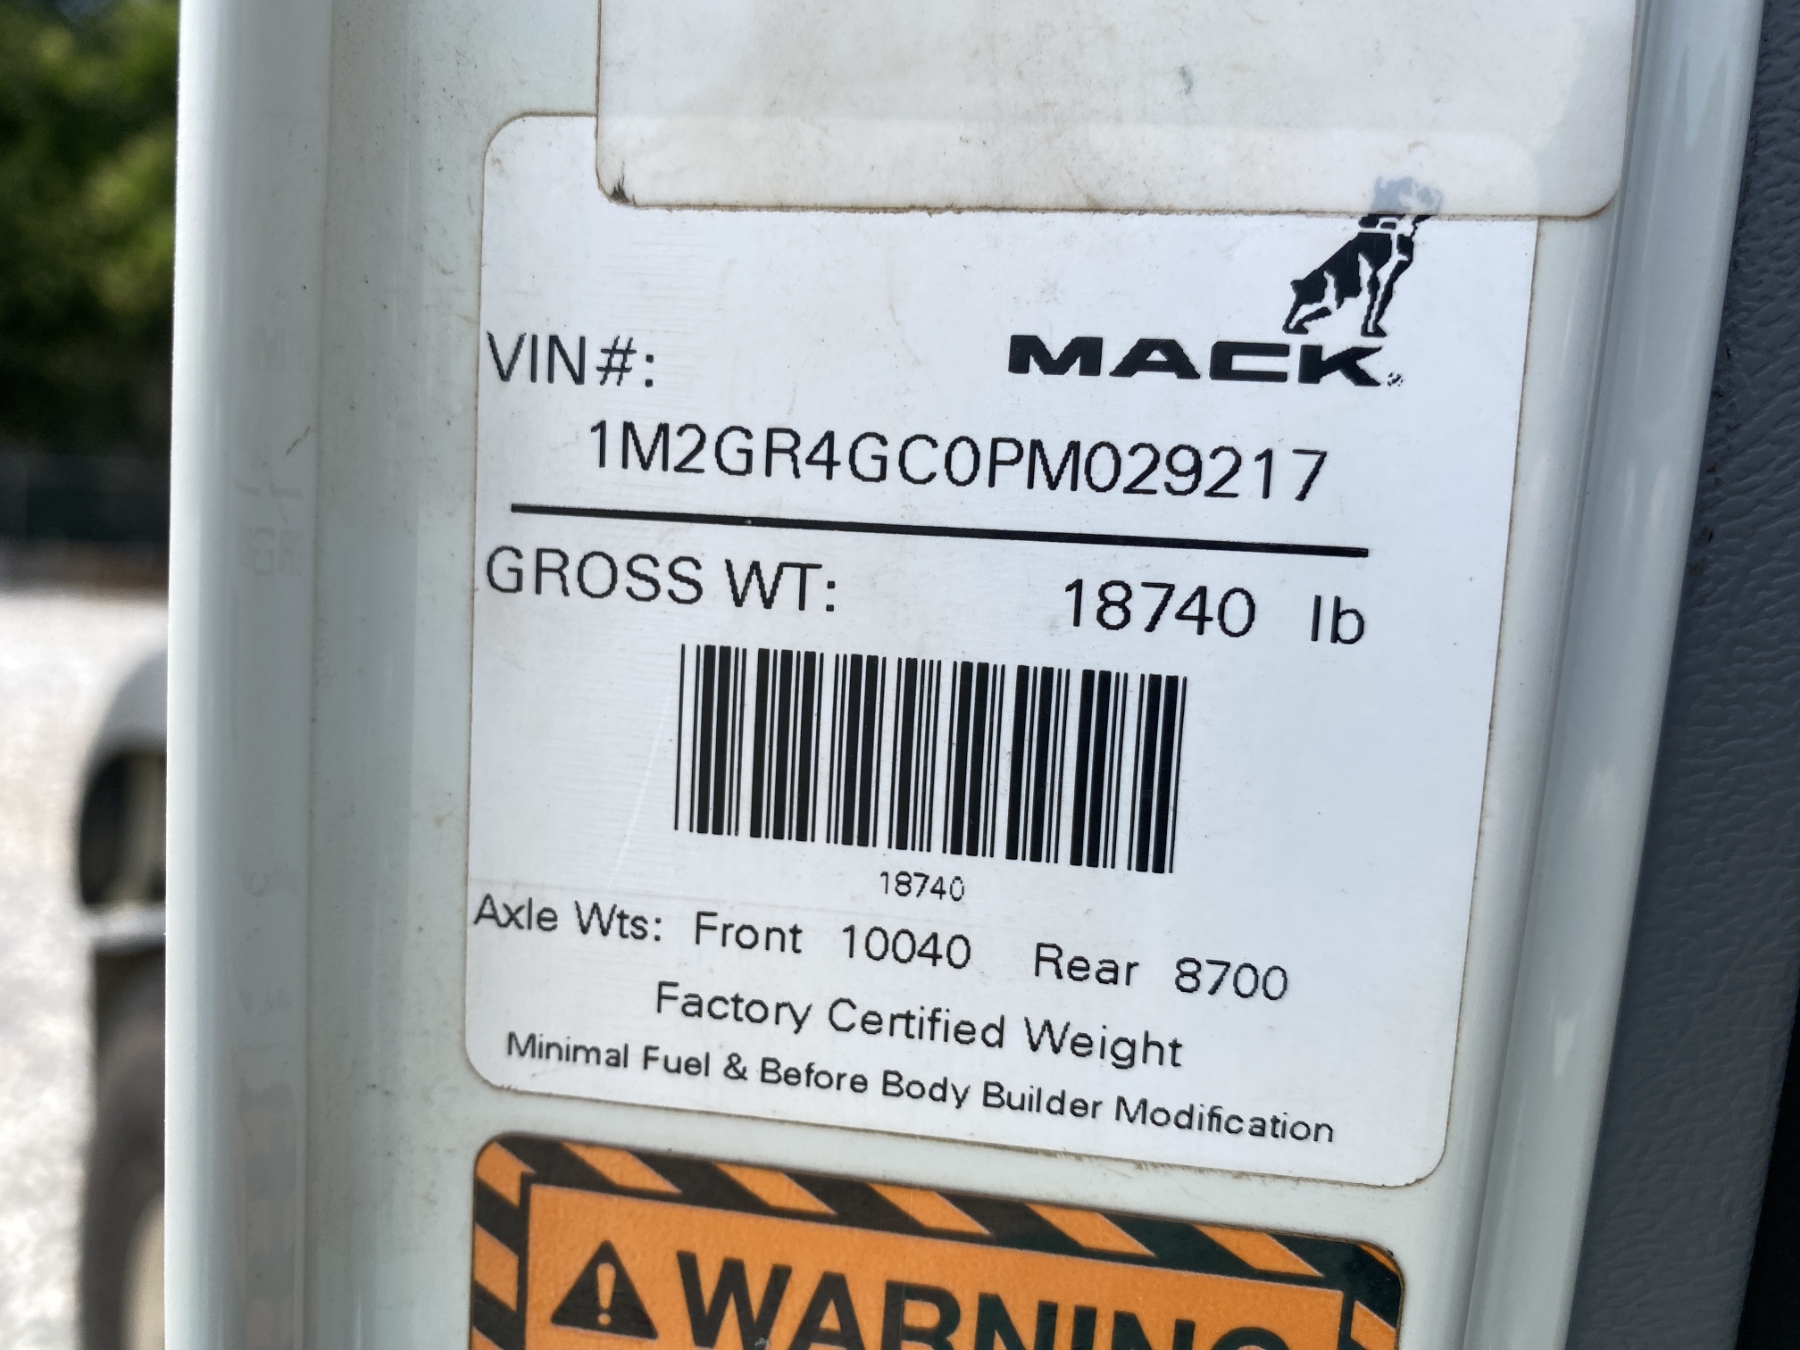 MACK
VIN#:
1M2GR4GC0PM029217
GROSS WT: 18740 lb
18740
Axle Wts: Front 10040 Rear 8700
Factory Certified Weight
Minimal Fuel & Before Body Builder Modification
WARNING